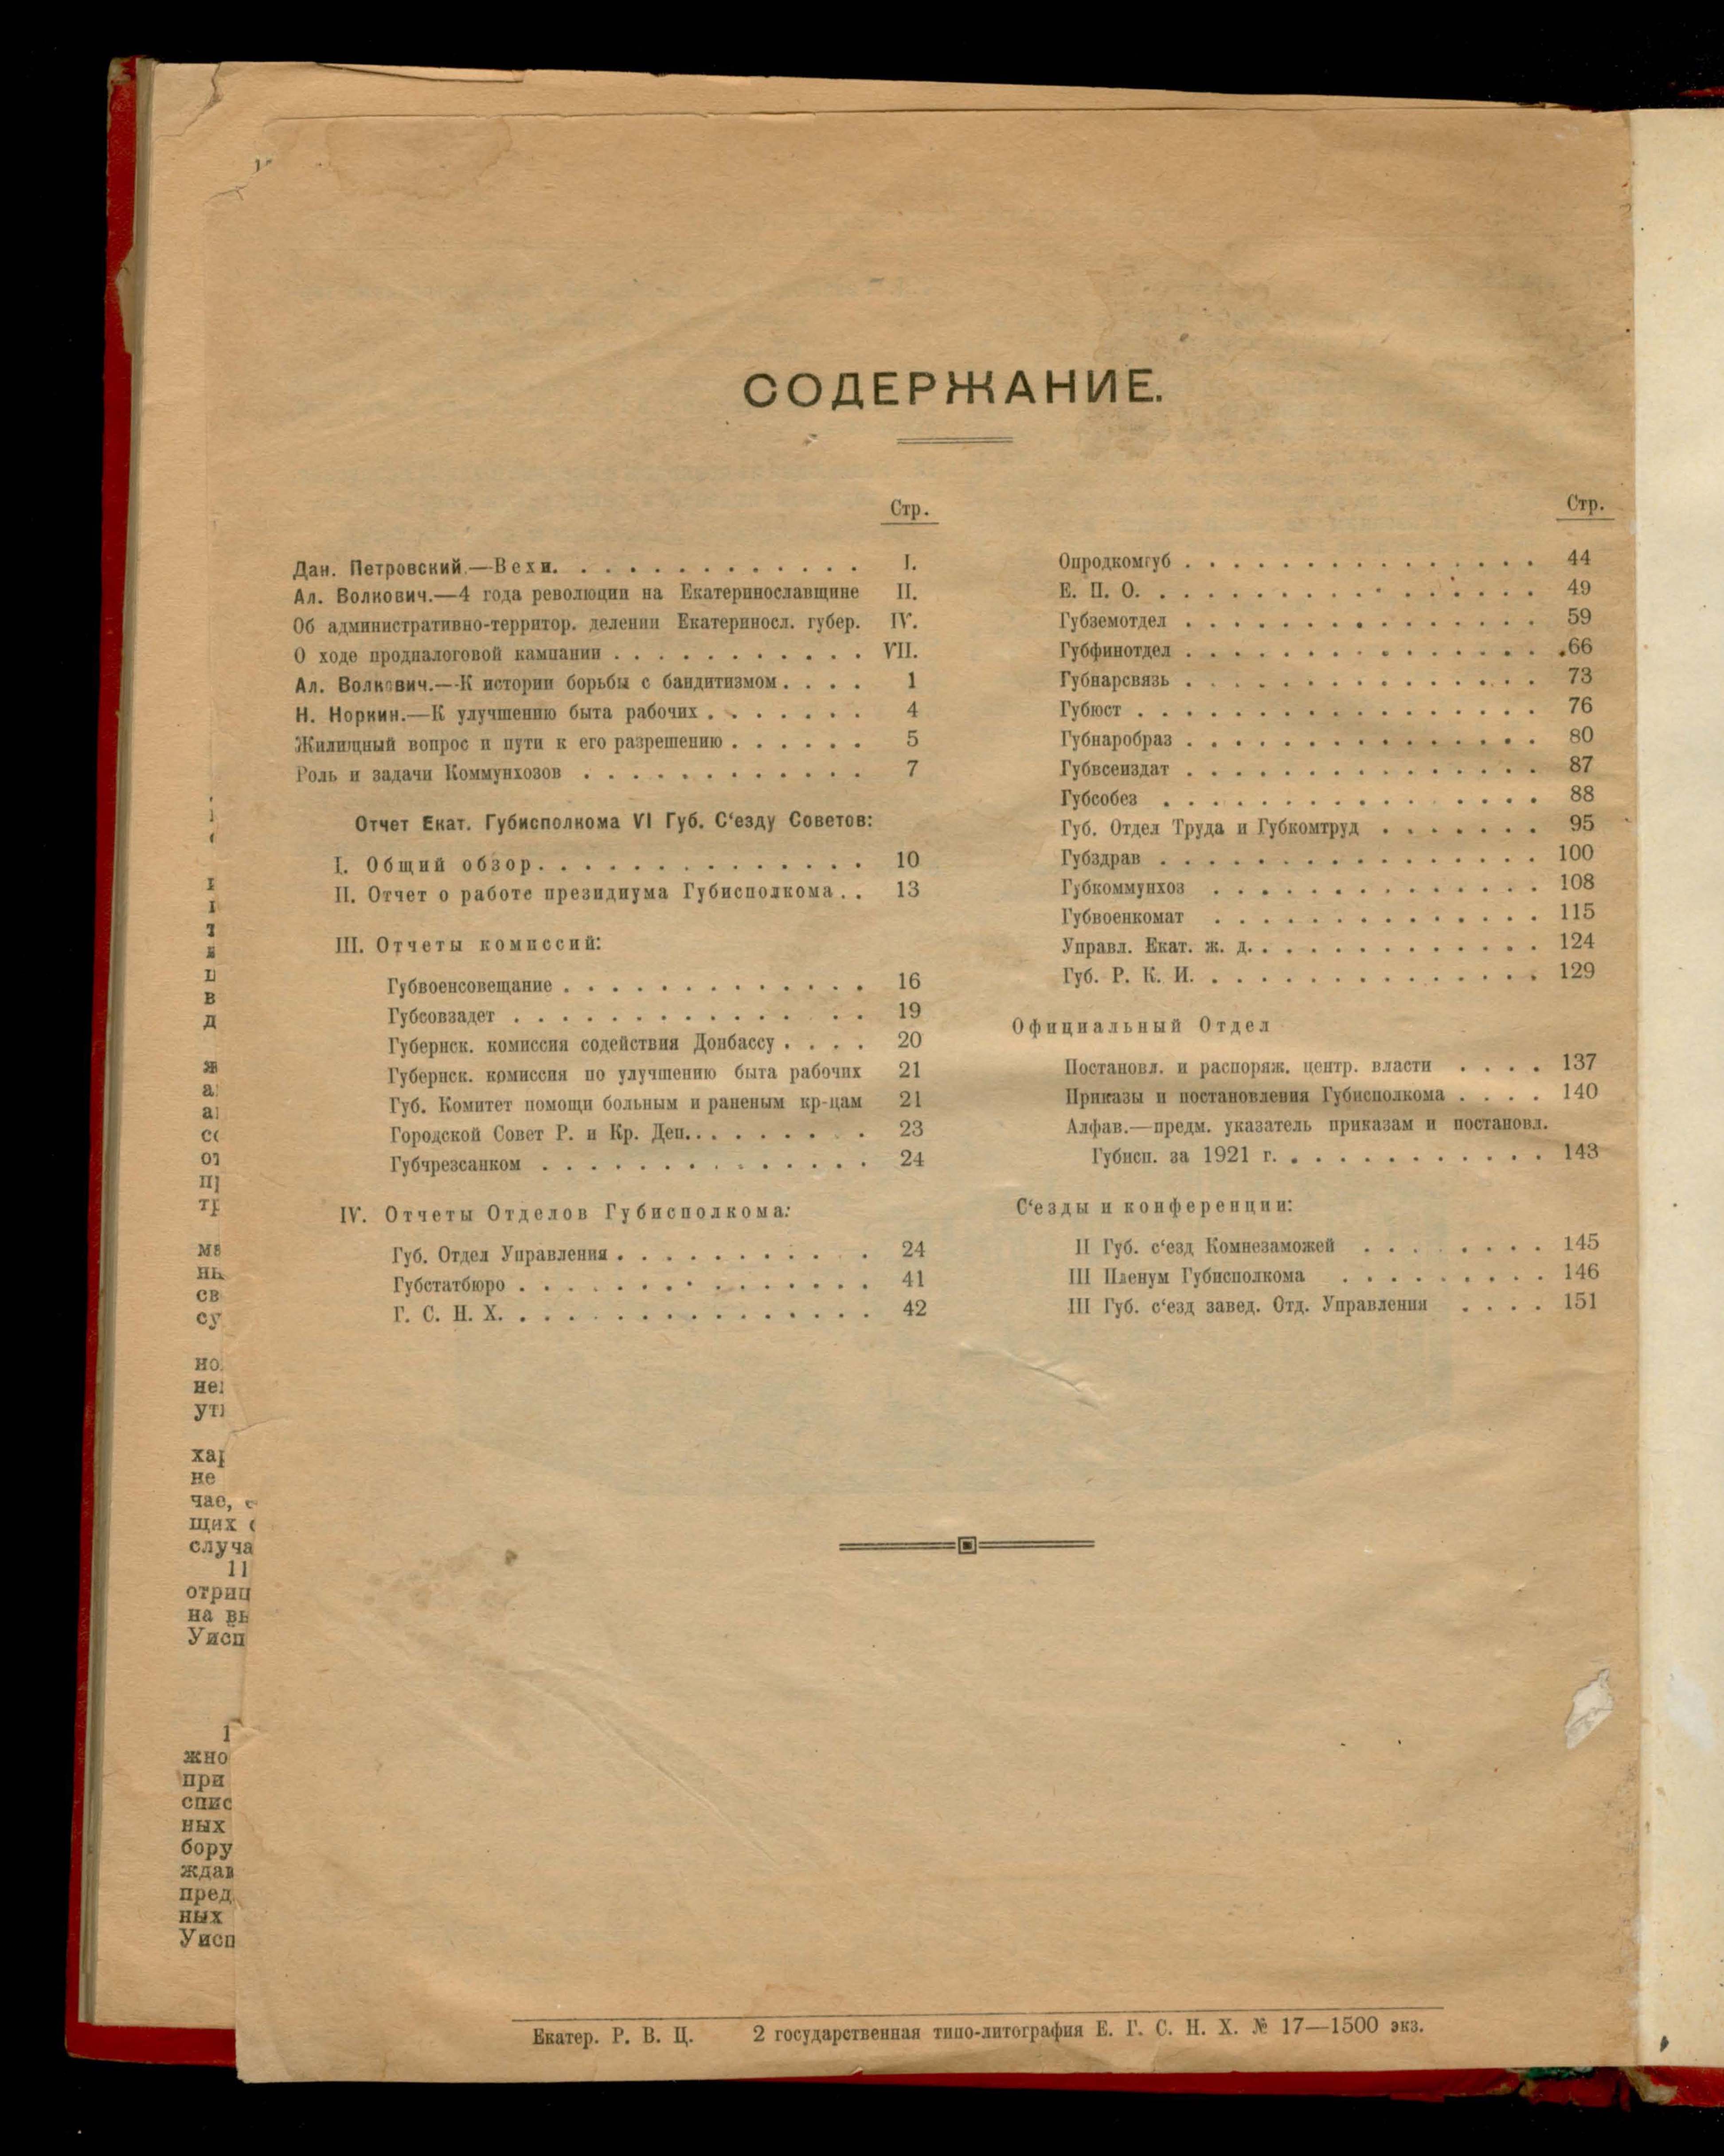 СОДЕРЖАНИЕ.
Стр.
Дан. Петровский.—Вехи. . . . . . . . . . . . . . I.
Ал. Волкович.—4 года революции на Екатеринославщине II.
Об административно-территор. делении Екатериносл. губер. IV.
О ходе продналоговой кампании . . . . . . . . . . . VII.
Ал. Волкович.—К истории борьбы с бандитизмом . . . . 1
Н. Норкин.—К улучшению быта рабочих . . . . . . . 4
Жилищный вопрос и пути к его разрешению . . . . . . 5
Роль и задачи Коммунхозов . . . . . . . . . . . . 7
Отчет Екат. Губисполкома VI Губ. С‘езду Советов:
I. Общий обзор . . . . . . . . . . . . . . 10
II. Отчет о работе президиума Губисполкома . . 13
III. Отчеты комиссий:
Губвоенсовещание . . . . . . . . . . . . . 16
Губсовзадет . . . . . . . . . . . . . . 19
Губернск. комиссия содействия Донбассу . . . . 20
Губернск. комиссия по улучшению быта рабочих 21
Губ. Комитет помощи больным и раненым кр-цам 21
Городской Совет Р. и Кр. Деп. . . . . . . . . 23
Губчрезсанком . . . . . . . . . . . . . . 24
IV. Отчеты Отделов Губисполкома:
Губ. Отдел Управления . . . . . . . . . . . 24
Губстатбюро . . . . . . . . . . . . . . . 41
Г. С. Н. Х. . . . . . . . . . . . . . . . 42
Стр.
Опродкомгуб . . . . . . . . . . . . . . . 44
Е. П. О. . . . . . . . . . . . . . . . . 49
Губземотдел . . . . . . . . . . . . . . . 59
Губфинотдел . . . . . . . . . . . . . . . 66
Губнарсвязь . . . . . . . . . . . . . . . 73
Губюст . . . . . . . . . . . . . . . . . 76
Губнаробраз . . . . . . . . . . . . . . . 80
Губвсеиздат . . . . . . . . . . . . . . . 87
Губсобез . . . . . . . . . . . . . . . . 88
Губ. Отдел Труда и Губкомтруд . . . . . . . 95
Губздрав . . . . . . . . . . . . . . . . 100
Губкоммунхоз . . . . . . . . . . . . . . 108
Губвоенкомат . . . . . . . . . . . . . . 115
Управл. Екат. ж. д. . . . . . . . . . . . . 124
Губ. Р. К. И. . . . . . . . . . . . . . . 129
Официальный Отдел
Постановл. и распоряж. центр. власти . . . . 137
Приказы и постановления Губисполкома . . . . 140
Алфав.—предм. указатель приказам и постановл.
Губисп. за 1921 г. . . . . . . . . . . . 143
С‘езды и конференции:
II Губ. с‘езд Комнезаможей . . . . . . . . 145
III Пленум Губисполкома . . . . . . . . . 146
III Губ. с‘езд завед. Отд. Управления . . . . 151
Екатер. Р. В. Ц. 2 государственная типо-литография Е. Г. С. Н. Х. № 17—1500 экз.